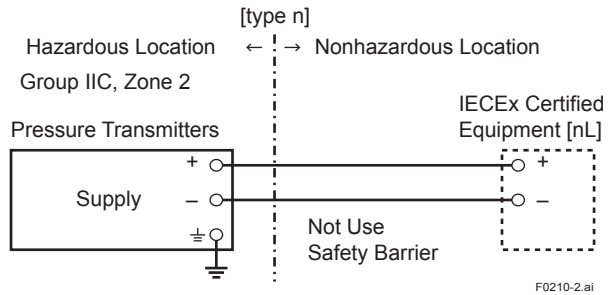 [type n]
Hazardous Location ← → Nonhazardous Location
Group IIC, Zone 2
IECEx Certified
Equipment [nL]
Pressure Transmitters
+ +
Supply – –
Not Use
Safety Barrier
F0210-2.ai